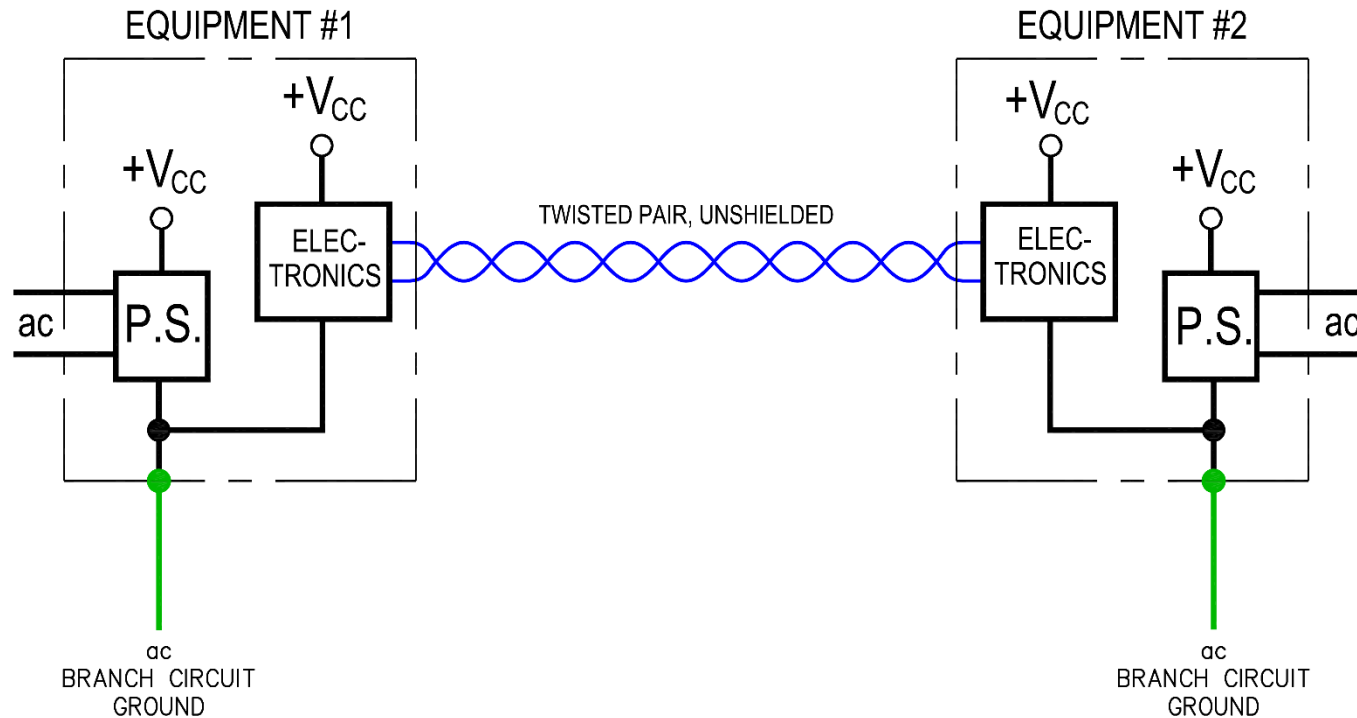 EQUIPMENT #1
+VCC
+VCC
ELEC-
TRONICS
ac
P.S.
ac
BRANCH CIRCUIT
GROUND
TWISTED PAIR, UNSHIELDED
EQUIPMENT #2
+VCC
+VCC
ELEC-
TRONICS
P.S.
ac
ac
BRANCH CIRCUIT
GROUND